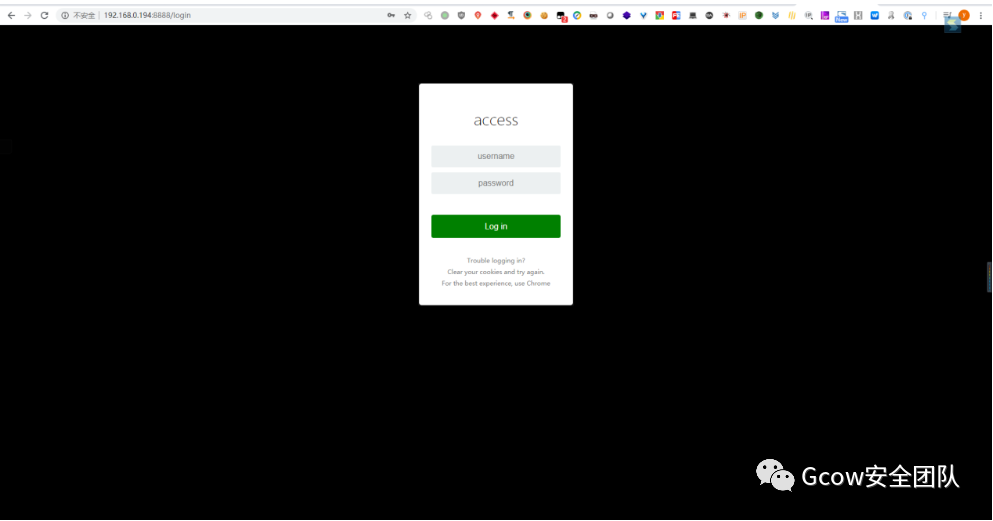 不安全 | 192.168.0.194:8888/login
access
username
password
Log in
Trouble logging in?
Clear your cookies and try again.
For the best experience, use Chrome
Gcow安全团队